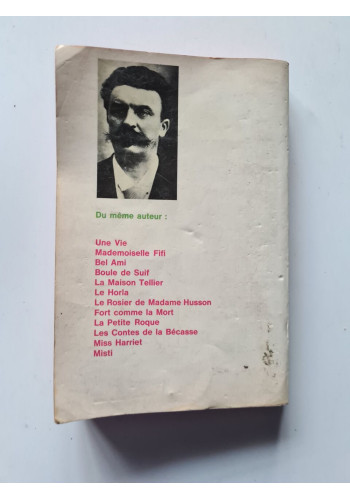 Du même auteur :
Une Vie
Mademoiselle Fifi
Bel Ami
Boule de Suif
La Maison Tellier
Le Horla
Le Rosier de Madame Husson
Fort comme la Mort
La Petite Roque
Les Contes de la Bécasse
Miss Harriet
Misti